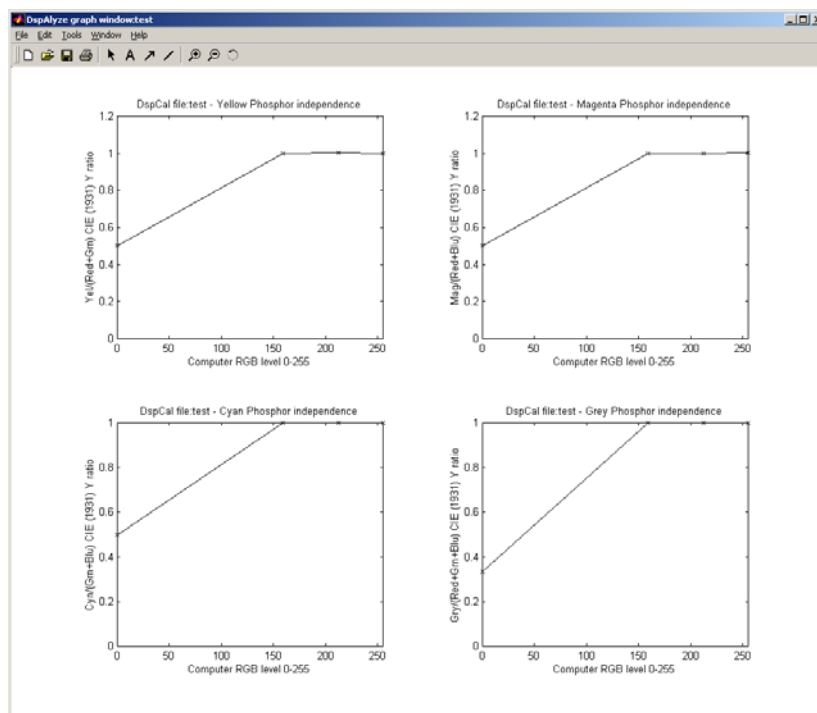 DspAlyze graph window:test
File Edit Tools Window Help
DspCal file:test - Yellow Phosphor independence
Yel/(Red+Grn) CIE (1931) Y ratio
1.2
1
0.8
0.6
0.4
0.2
0
0 50 100 150 200 250
Computer RGB level 0-255
DspCal file:test - Magenta Phosphor independence
Mag/(Red+Blu) CIE (1931) Y ratio
1.2
1
0.8
0.6
0.4
0.2
0
0 50 100 150 200 250
Computer RGB level 0-255
DspCal file:test - Cyan Phosphor independence
Cyn/(Grn+Blu) CIE (1931) Y ratio
1
0.8
0.6
0.4
0.2
0
0 50 100 150 200 250
Computer RGB level 0-255
DspCal file:test - Grey Phosphor independence
Gry/(Red+Grn+Blu) CIE (1931) Y ratio
1
0.8
0.6
0.4
0.2
0
0 50 100 150 200 250
Computer RGB level 0-255